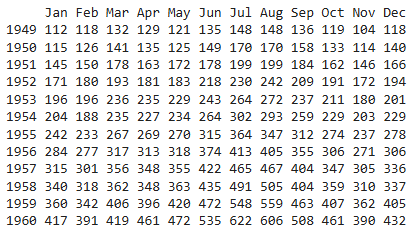 Jan Feb Mar Apr May Jun Jul Aug Sep Oct Nov Dec
1949 112 118 132 129 121 135 148 148 136 119 104 118
1950 115 126 141 135 125 149 170 170 158 133 114 140
1951 145 150 178 163 172 178 199 199 184 162 146 166
1952 171 180 193 181 183 218 230 242 209 191 172 194
1953 196 196 236 235 229 243 264 272 237 211 180 201
1954 204 188 235 227 234 264 302 293 259 229 203 229
1955 242 233 267 269 270 315 364 347 312 274 237 278
1956 284 277 317 313 318 374 413 405 355 306 271 306
1957 315 301 356 348 355 422 465 467 404 347 305 336
1958 340 318 362 348 363 435 491 505 404 359 310 337
1959 360 342 406 396 420 472 548 559 463 407 362 405
1960 417 391 419 461 472 535 622 606 508 461 390 432